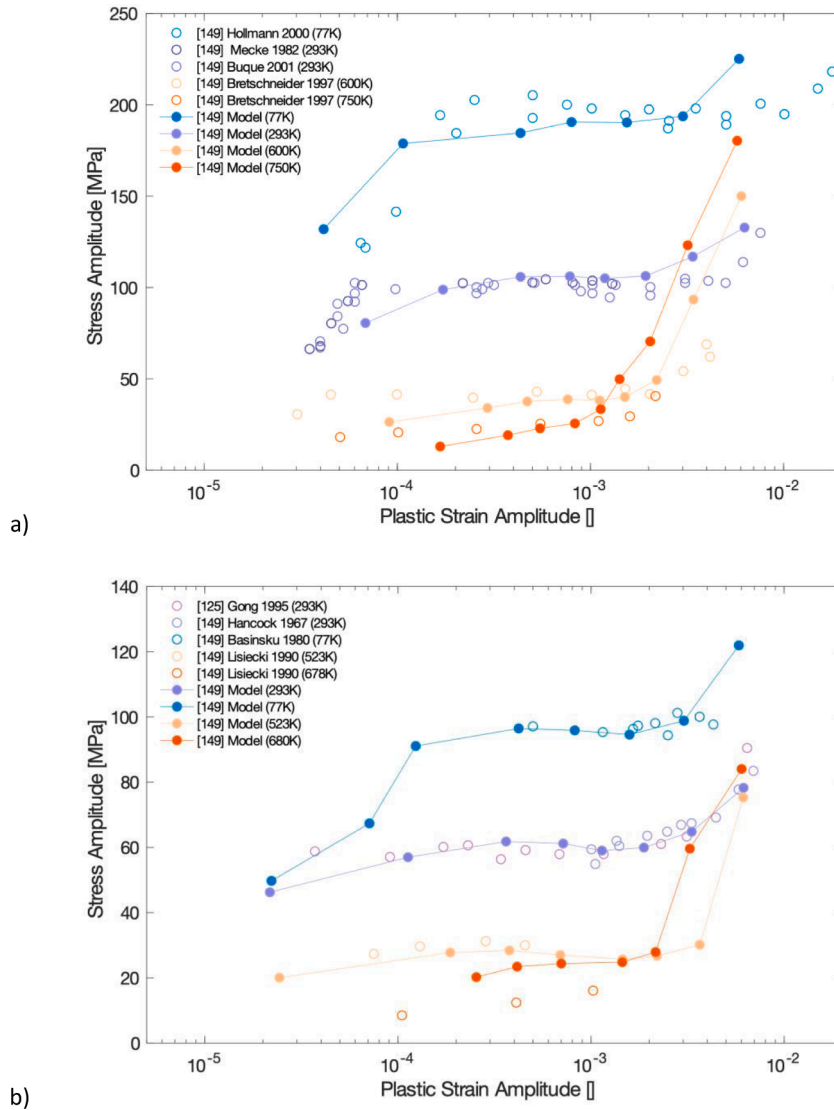 [149] Hollmann 2000 (77K)
[149] Mecke 1982 (293K)
[149] Buque 2001 (293K)
[149] Bretschneider 1997 (600K)
[149] Bretschneider 1997 (750K)
[149] Model (77K)
[149] Model (293K)
[149] Model (600K)
[149] Model (750K)
250
200
150
100
50
0
Stress Amplitude [MPa]
10-5
10-4
10-3
10-2
Plastic Strain Amplitude []
a)
[125] Gong 1995 (293K)
[149] Hancock 1967 (293K)
[149] Basinsku 1980 (77K)
[149] Lisiecki 1990 (523K)
[149] Lisiecki 1990 (678K)
[149] Model (293K)
[149] Model (77K)
[149] Model (523K)
[149] Model (680K)
140
120
100
80
60
40
20
0
Stress Amplitude [MPa]
10-5
10-4
10-3
10-2
Plastic Strain Amplitude []
b)